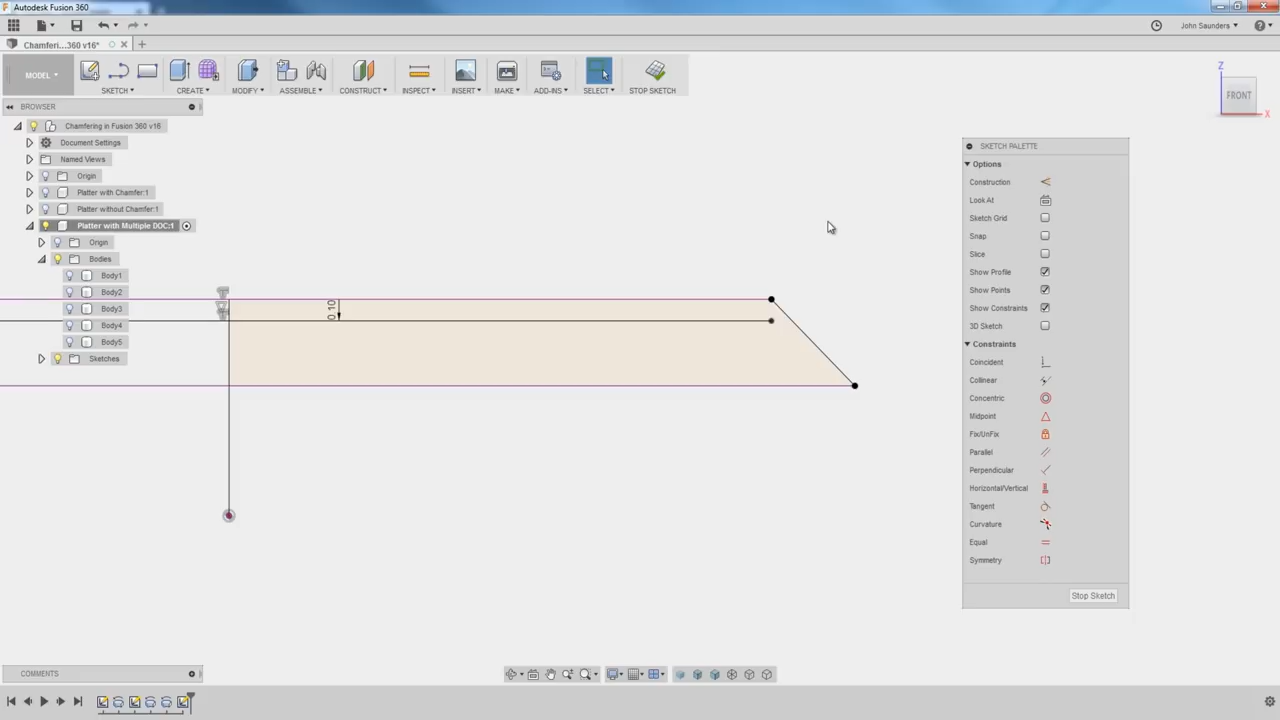 Autodesk Fusion 360
John Saunders
Chamferi...360 v16*
MODEL
SKETCH
CREATE
MODIFY
ASSEMBLE
CONSTRUCT
INSPECT
INSERT
MAKE
ADD-INS
SELECT
STOP SKETCH
BROWSER
Z
FRONT
X
Chamfering in Fusion 360 v16
Document Settings
Named Views
Origin
Platter with Chamfer:1
Platter without Chamfer:1
Platter with Multiple DOC:1
Origin
Bodies
Body1
Body2
Body3
Body4
Body5
Sketches
0.10
SKETCH PALETTE
Options
Construction
Look At
Sketch Grid
Snap
Slice
Show Profile
Show Points
Show Constraints
3D Sketch
Constraints
Coincident
Collinear
Concentric
Midpoint
Fix/UnFix
Parallel
Perpendicular
Horizontal/Vertical
Tangent
Curvature
Equal
Symmetry
Stop Sketch
COMMENTS